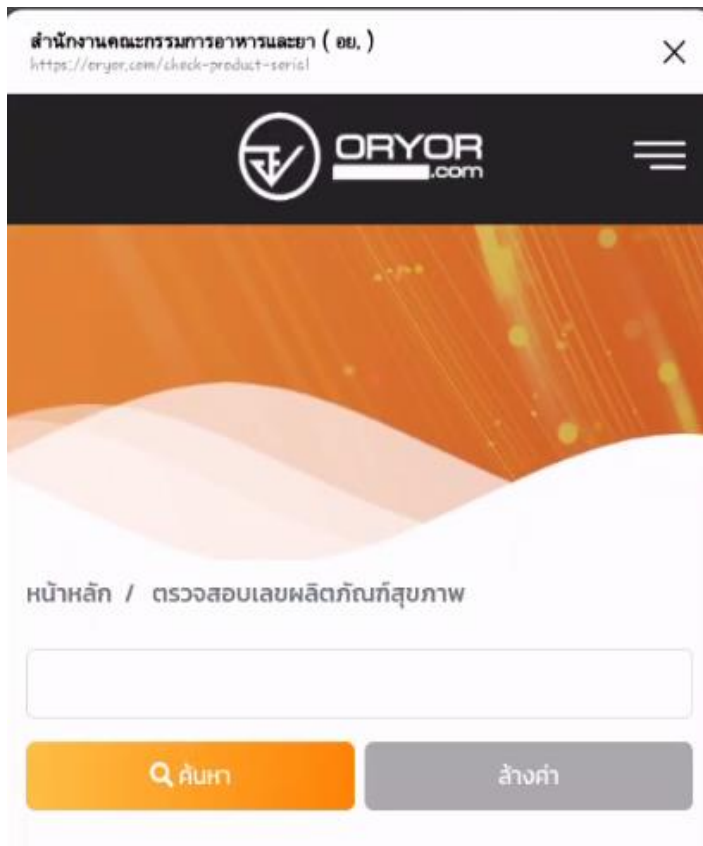 สำนักงานคณะกรรมการอาหารและยา ( อย. )
https://oryor.com/check-product-serial
ORYOR
.com
หน้าหลัก / ตรวจสอบเลขผลิตภัณฑ์สุขภาพ
ค้นหา
ล้างค่า